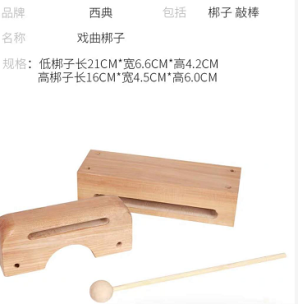 品牌 西典 包括 梆子 敲棒
名称 戏曲梆子
规格：低梆子长21CM*宽6.6CM*高4.2CM
高梆子长16CM*宽4.5CM*高6.0CM